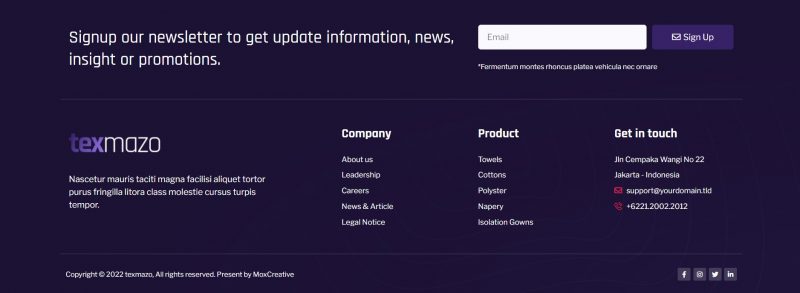 Signup our newsletter to get update information, news,
insight or promotions.
Email
Sign Up
*Fermentum montes rhoncus platea vehicula nec ornare
texmazo
Nascetur mauris taciti magna facilisi aliquet tortor
purus fringilla litora class molestie cursus turpis
tempor.
Company
About us
Leadership
Careers
News & Article
Legal Notice
Product
Towels
Cottons
Polyster
Napery
Isolation Gowns
Get in touch
Jln Cempaka Wangi No 22
Jakarta - Indonesia
support@yourdomain.tld
+6221.2002.2012
Copyright © 2022 texmazo, All rights reserved. Present by MaxCreative